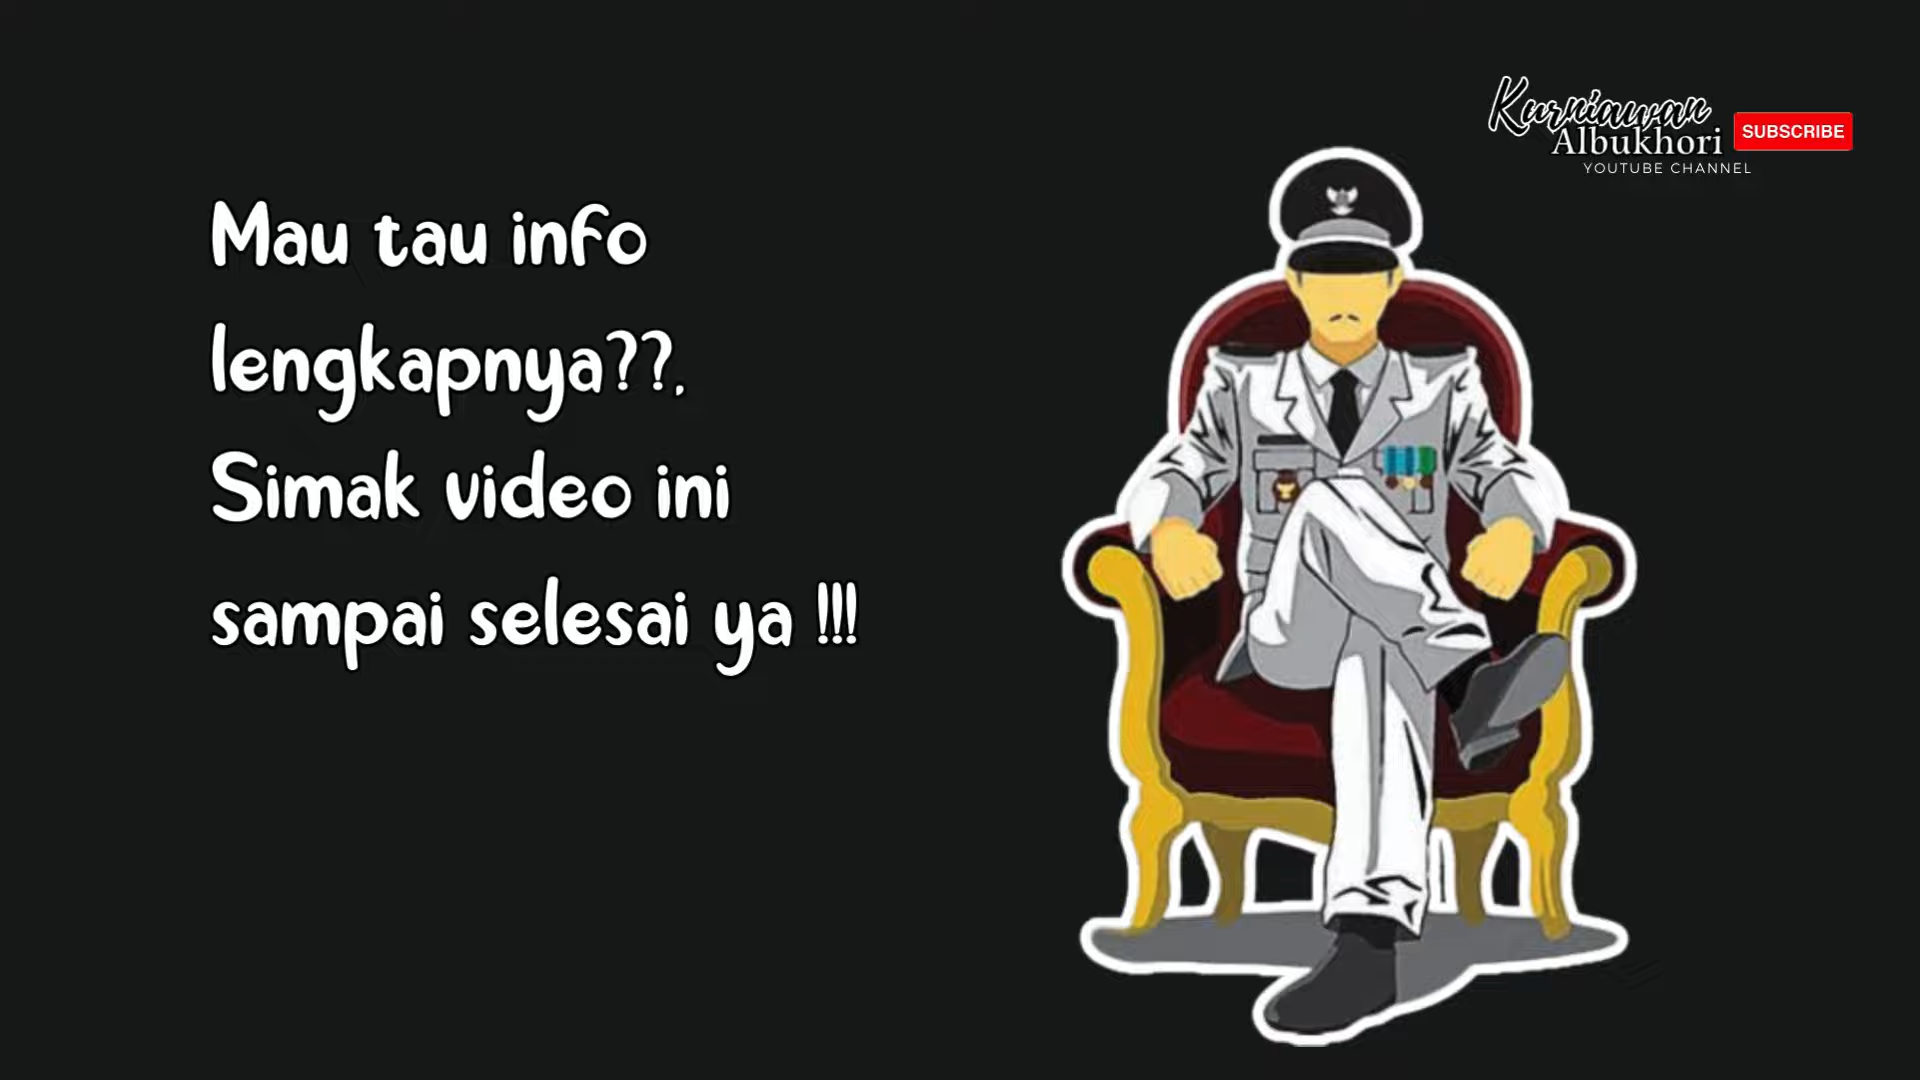 Kurniawan
Albukhori
SUBSCRIBE
YOUTUBE CHANNEL
Mau tau info
lengkapnya??.
Simak video ini
sampai selesai ya !!!